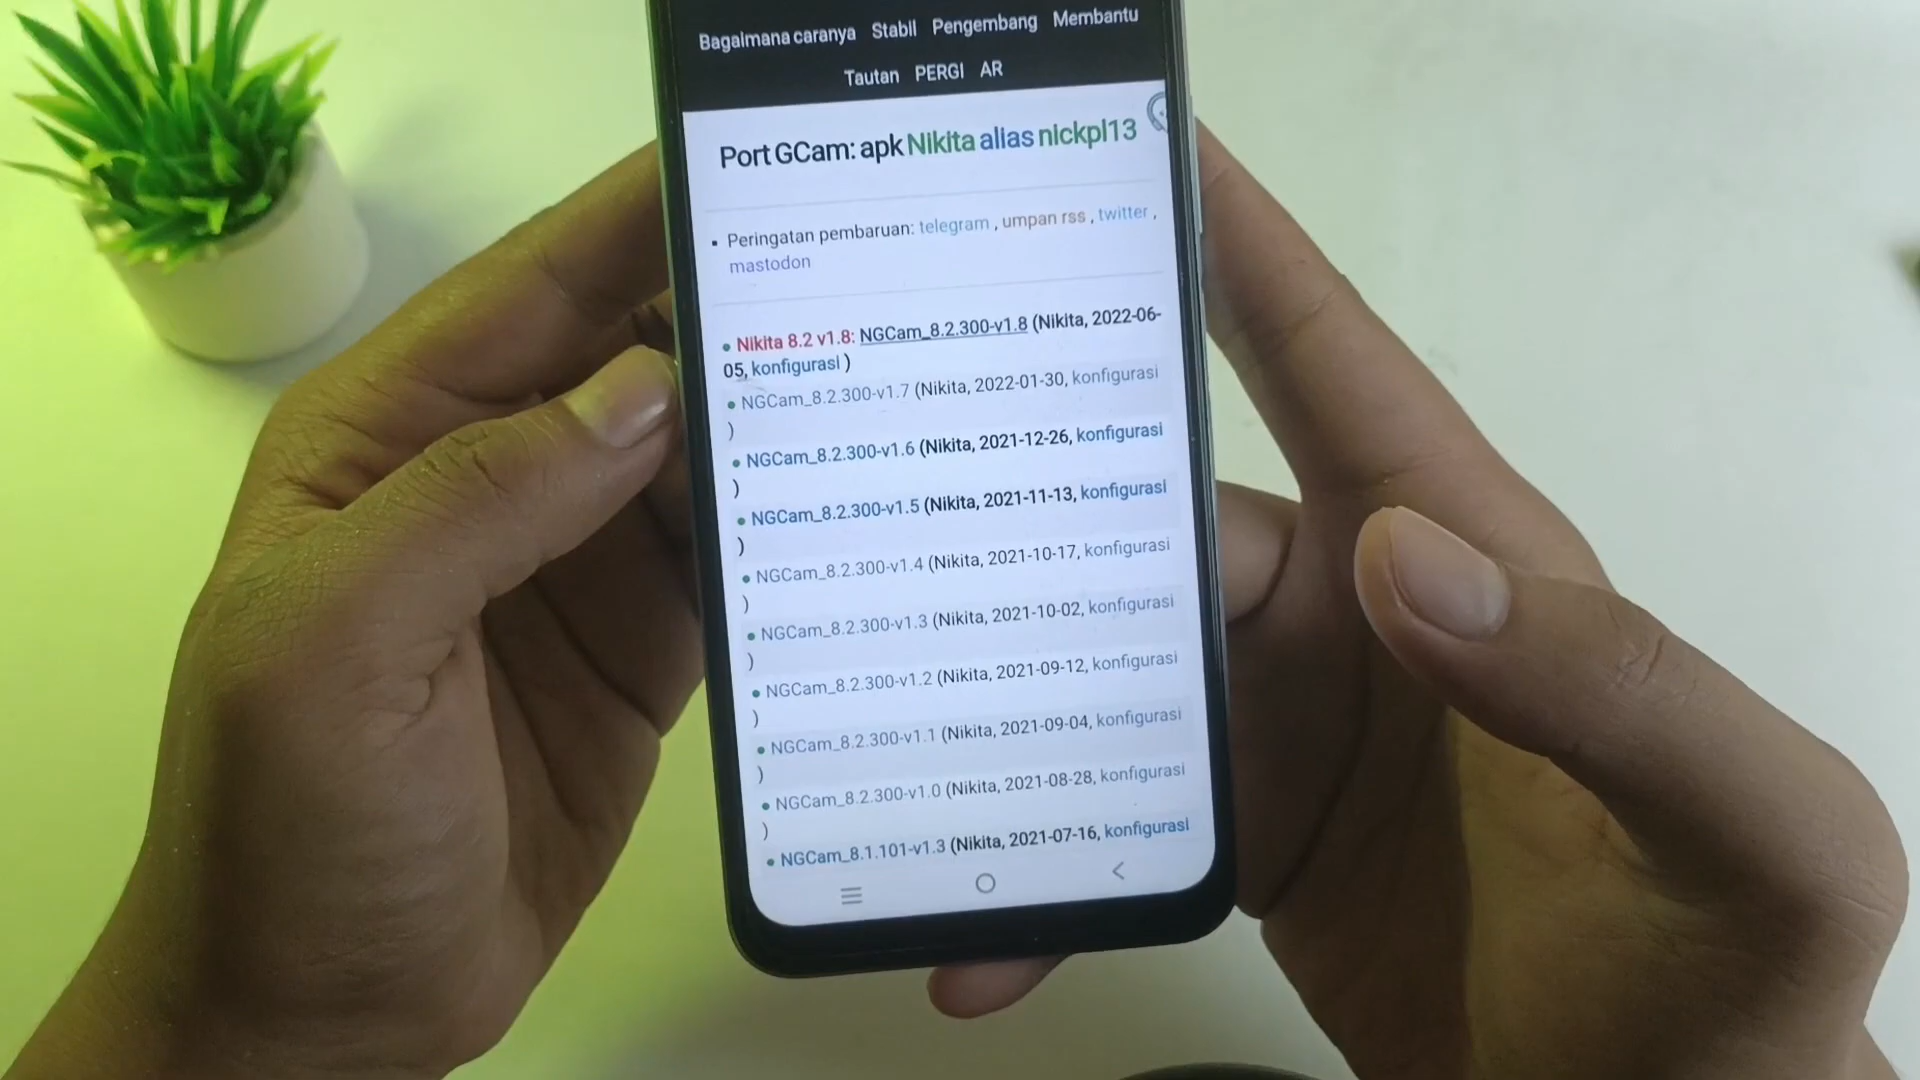 Bagaimana caranya Stabil Pengembang Membantu
Tautan PERGI AR
Port GCam: apk Nikita alias nickpl13
▪ Peringatan pembaruan: telegram , umpan rss , twitter ,
mastodon
● Nikita 8.2 v1.8: NGCam_8.2.300-v1.8 (Nikita, 2022-06-
05, konfigurasi )
● NGCam_8.2.300-v1.7 (Nikita, 2022-01-30, konfigurasi
)
● NGCam_8.2.300-v1.6 (Nikita, 2021-12-26, konfigurasi
)
● NGCam_8.2.300-v1.5 (Nikita, 2021-11-13, konfigurasi
)
● NGCam_8.2.300-v1.4 (Nikita, 2021-10-17, konfigurasi
)
● NGCam_8.2.300-v1.3 (Nikita, 2021-10-02, konfigurasi
)
● NGCam_8.2.300-v1.2 (Nikita, 2021-09-12, konfigurasi
)
● NGCam_8.2.300-v1.1 (Nikita, 2021-09-04, konfigurasi
)
● NGCam_8.2.300-v1.0 (Nikita, 2021-08-28, konfigurasi
)
● NGCam_8.1.101-v1.3 (Nikita, 2021-07-16, konfigurasi